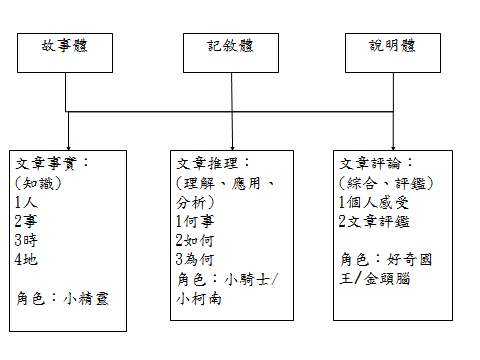 故事體
記敘體
說明體
文章事實：
(知識)
1人
2事
3時
4地
角色：小精靈
文章推理：
(理解、應用、
分析)
1何事
2如何
3為何
角色：小騎士/
小柯南
文章評論：
(綜合、評鑑)
1個人感受
2文章評鑑
角色：好奇國
王/金頭腦